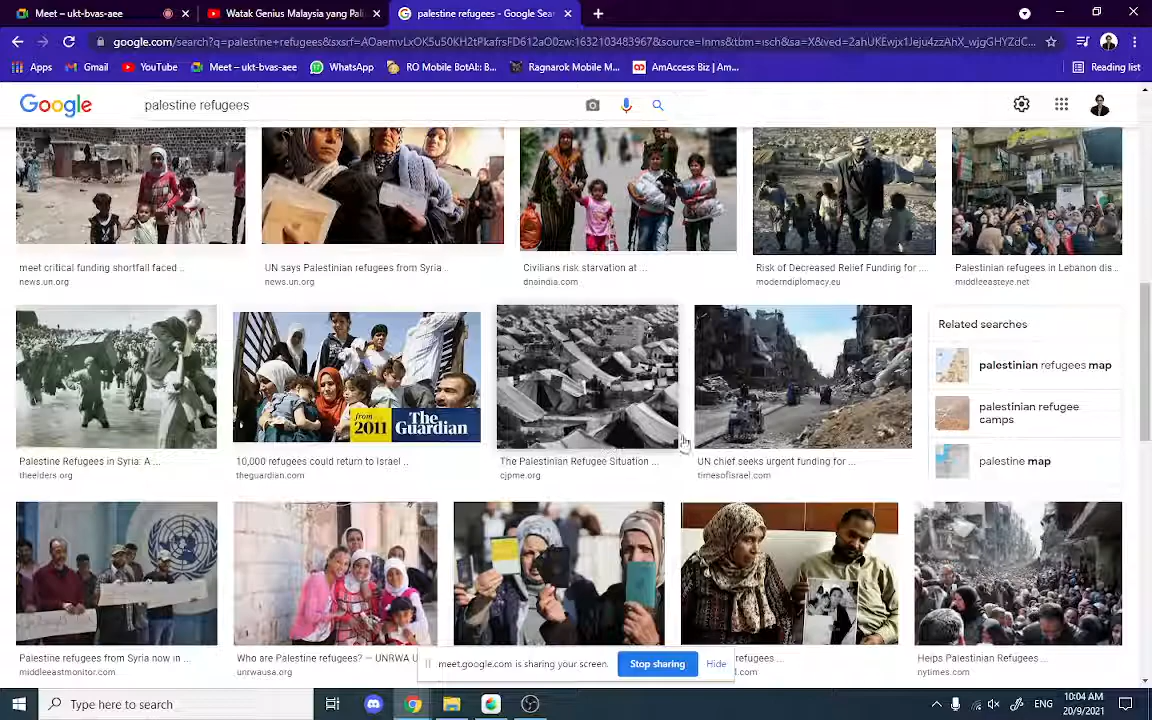 Meet – ukt-bvas-aee
Watak Genius Malaysia yang Pal
palestine refugees - Google Sea
google.com/search?q=palestine+refugees&sxsrf=AOaemvLxOK5u50KH2tPkafrsFD612aO0zw:1632103483967&source=lnms&tbm=isch&sa=X&ved=2ahUKEwjx1Jeju4zzAhX_wjgGHYZdC...
Apps
Gmail
YouTube
Meet – ukt-bvas-aee
WhatsApp
RO Mobile BotAI:: B...
Ragnarok Mobile M...
AmAccess Biz | Am...
Reading list
Google
palestine refugees
meet critical funding shortfall faced ..
news.un.org
UN says Palestinian refugees from Syria ..
news.un.org
Civilians risk starvation at ...
dnaindia.com
Risk of Decreased Relief Funding for ...
moderndiplomacy.eu
Palestinian refugees in Lebanon dis...
middleeasteye.net
from
2011
The
Guardian
Palestine Refugees in Syria: A ...
theelders.org
10,000 refugees could return to Israel ..
theguardian.com
The Palestinian Refugee Situation ...
cjpme.org
UN chief seeks urgent funding for ...
timesofisrael.com
Related searches
palestinian refugees map
palestinian refugee
camps
palestine map
Palestine refugees from Syria now in ..
middleeastmonitor.com
Who are Palestine refugees? — UNRWA U
unrwausa.org
efugees ...
l.com
Helps Palestinian Refugees ...
nytimes.com
meet.google.com is sharing your screen.
Stop sharing
Hide
Type here to search
ENG
10:04 AM
20/9/2021